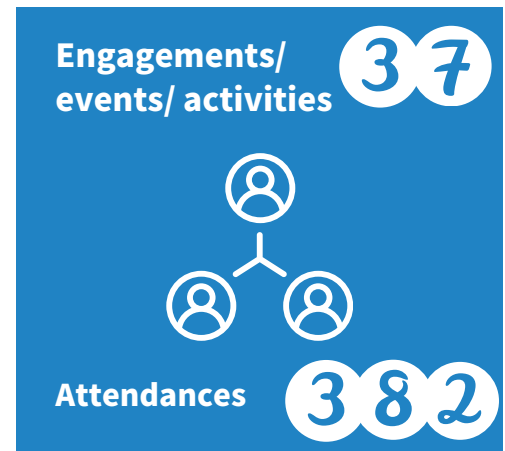 Engagements/ 37
events/ activities
Attendances 382